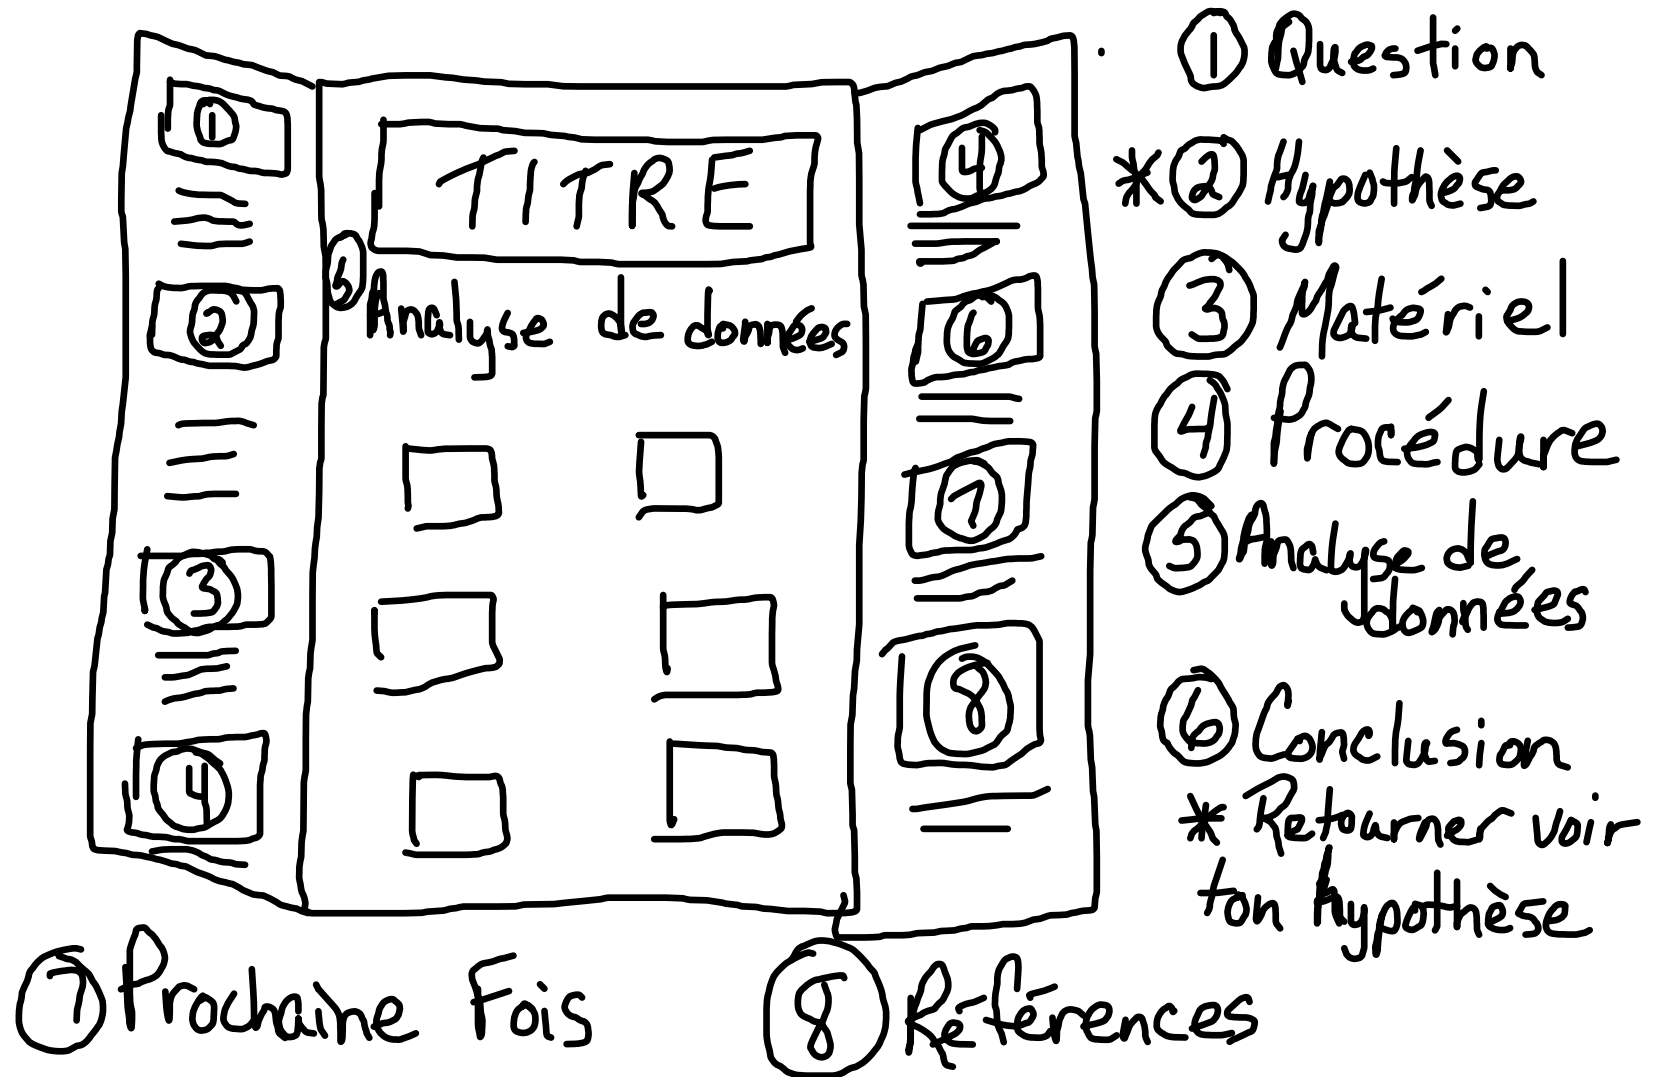 1
2
3
4
TITRE
5 Analyse de données
4
6
7
8
1 Question
* 2 Hypothèse
3 Matériel
4 Procédure
5 Analyse de
données
6 Conclusion
* Retourner voir
ton hypothèse
7 Prochaine Fois
8 Références